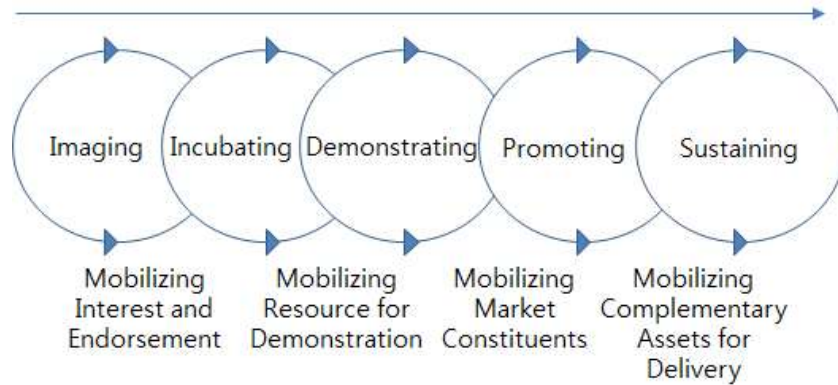 Imaging
Incubating
Demonstrating
Promoting
Sustaining
Mobilizing
Interest and
Endorsement
Mobilizing
Resource for
Demonstration
Mobilizing
Market
Constituents
Mobilizing
Complementary
Assets for
Delivery